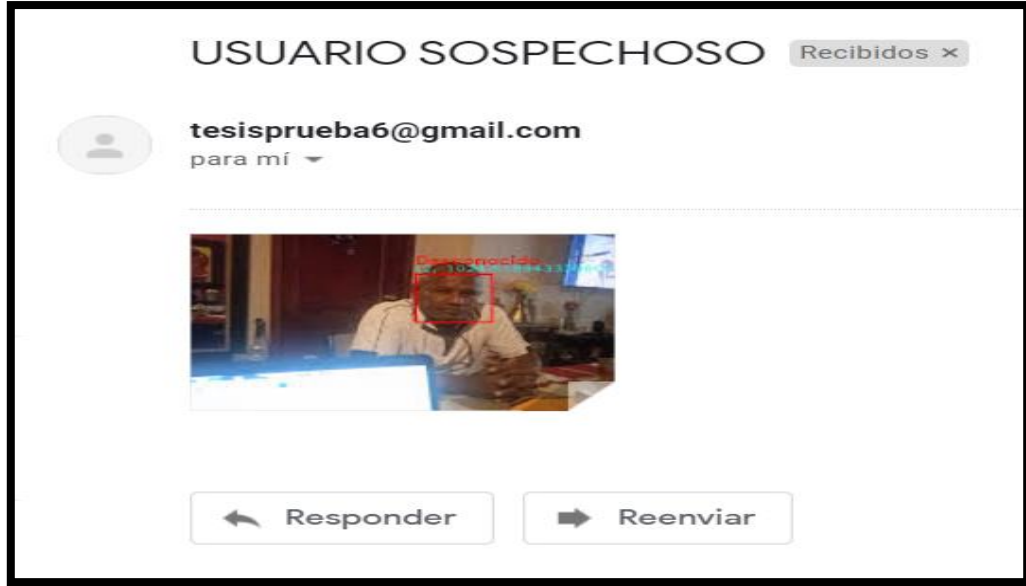 USUARIO SOSPECHOSO Recibidos ×
tesisprueba6@gmail.com
para mí
Desconocido
Responder
Reenviar